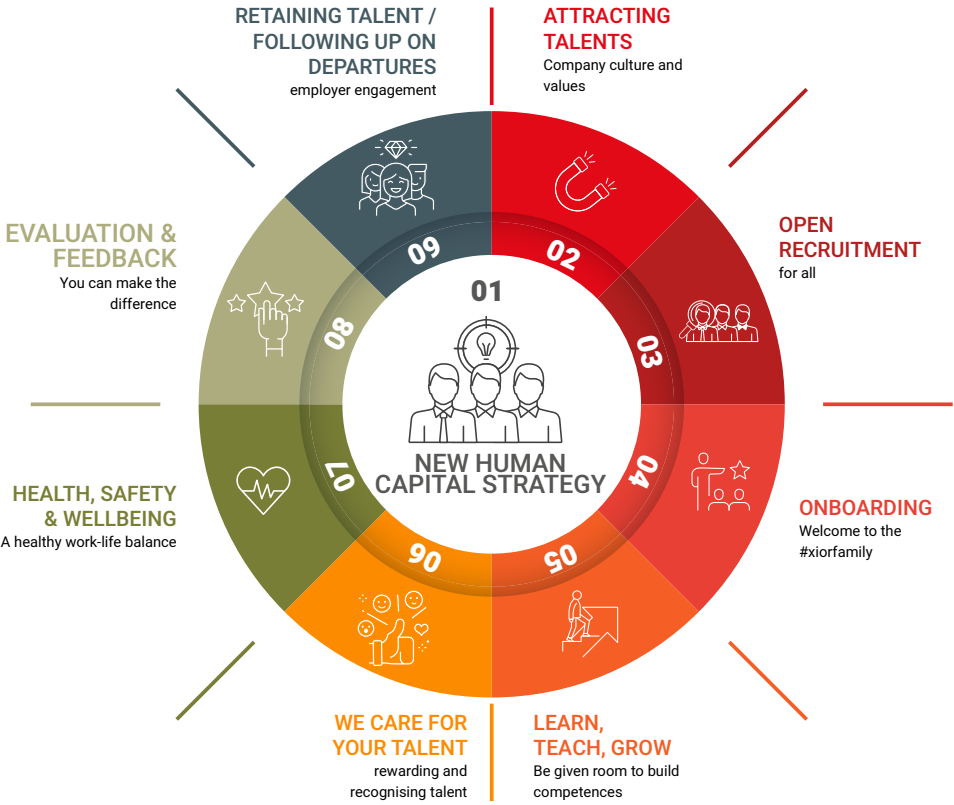 RETAINING TALENT /
FOLLOWING UP ON
DEPARTURES
employer engagement
ATTRACTING
TALENTS
Company culture and
values
EVALUATION &
FEEDBACK
You can make the
difference
OPEN
RECRUITMENT
for all
09
02
08
03
01
NEW HUMAN
CAPITAL STRATEGY
07
04
06
05
HEALTH, SAFETY
& WELLBEING
A healthy work-life balance
ONBOARDING
Welcome to the
#xiorfamily
WE CARE FOR
YOUR TALENT
rewarding and
recognising talent
LEARN,
TEACH, GROW
Be given room to build
competences